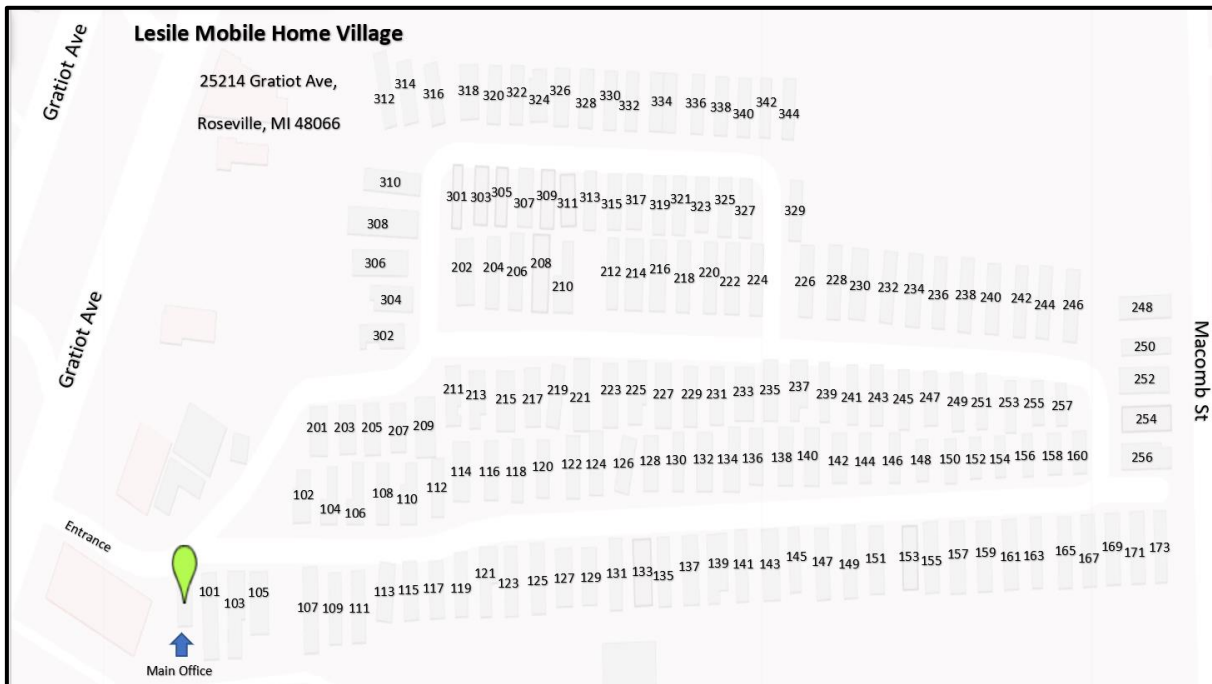 Lesile Mobile Home Village
25214 Gratiot Ave,
Roseville, MI 48066
Gratiot Ave
Gratiot Ave
Macomb St
312 314 316 318 320 322 324 326 328 330 332 334 336 338 340 342 344
310
301 303 305 307 309 311 313 315 317 319 321 323 325 327 329
308
306
202 204 206 208 210 212 214 216 218 220 222 224 226 228 230 232 234 236 238 240 242 244 246
304
302
248
250
252
254
256
211 213 215 217 219 221 223 225 227 229 231 233 235 237 239 241 243 245 247 249 251 253 255 257
201 203 205 207 209
102 104 106 108 110 112 114 116 118 120 122 124 126 128 130 132 134 136 138 140 142 144 146 148 150 152 154 156 158 160
Entrance
101 103 105 107 109 111 113 115 117 119 121 123 125 127 129 131 133 135 137 139 141 143 145 147 149 151 153 155 157 159 161 163 165 167 169 171 173
Main Office